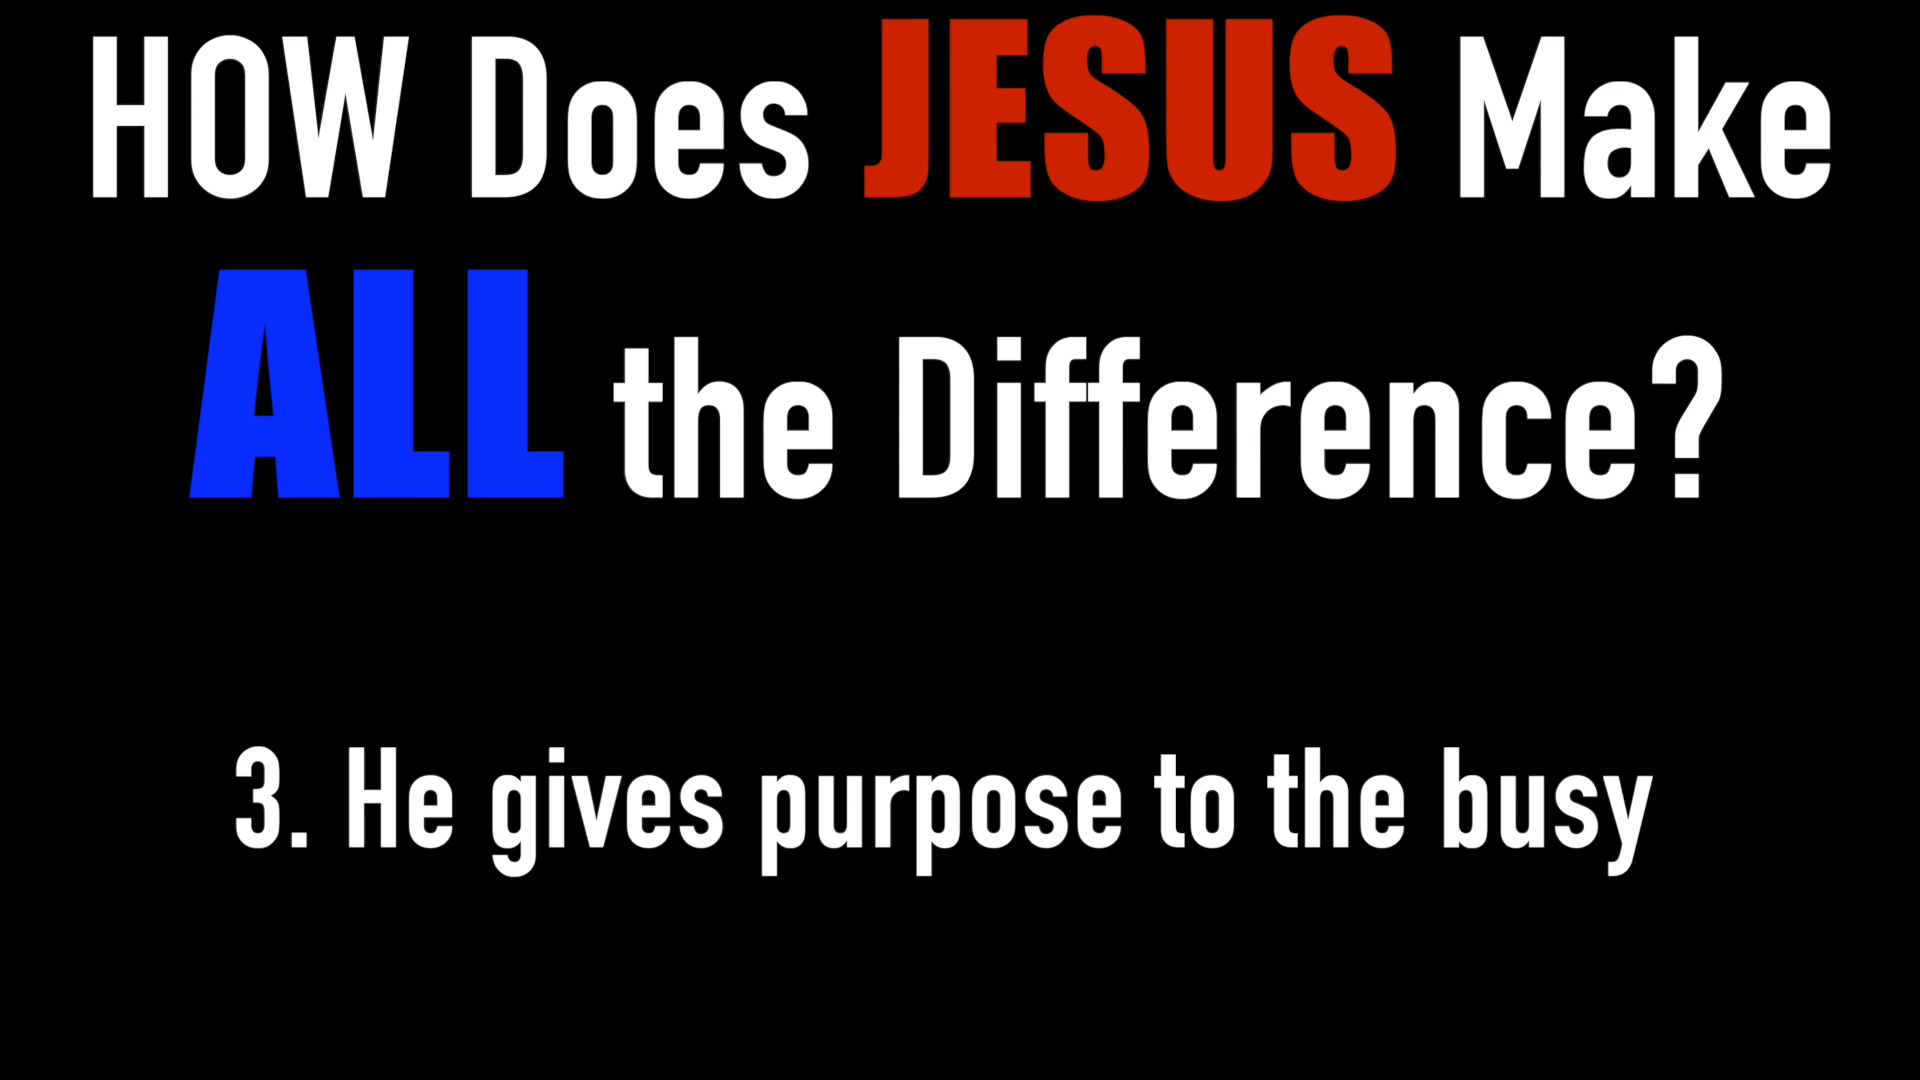 HOW Does JESUS Make
ALL the Difference?
3. He gives purpose to the busy